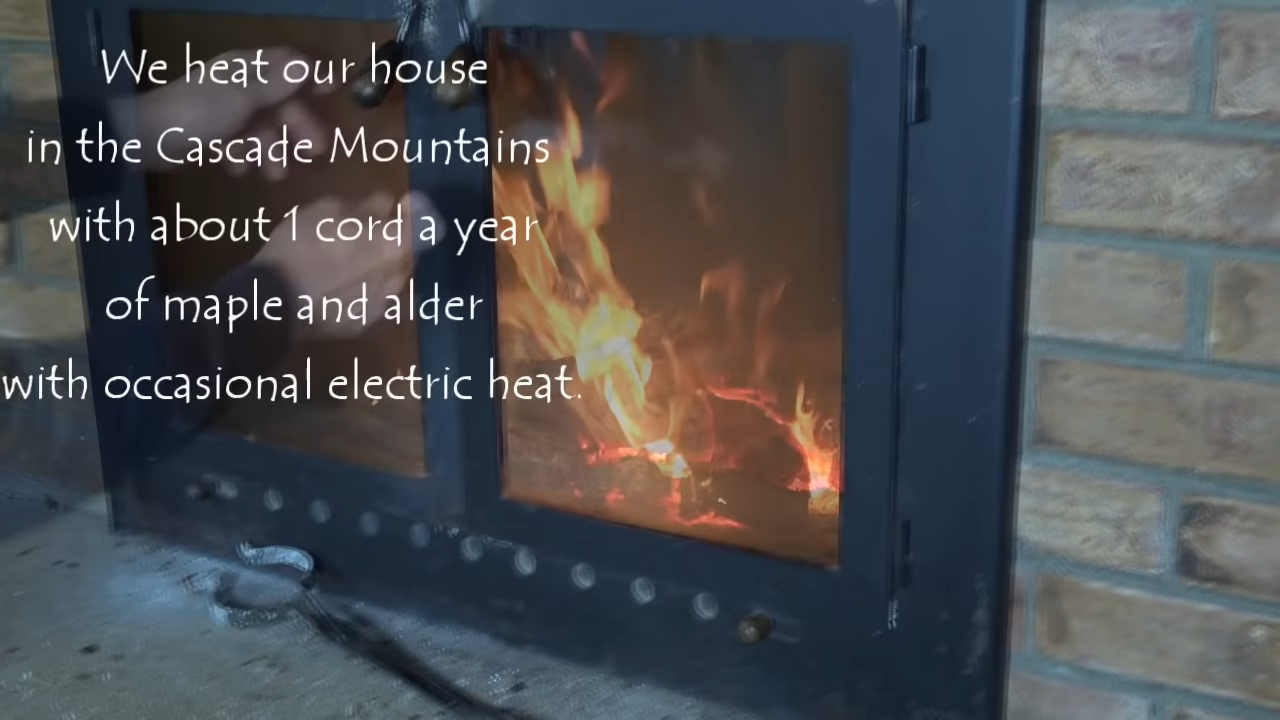 We heat our house
in the Cascade Mountains
with about 1 cord a year
of maple and alder
with occasional electric heat.